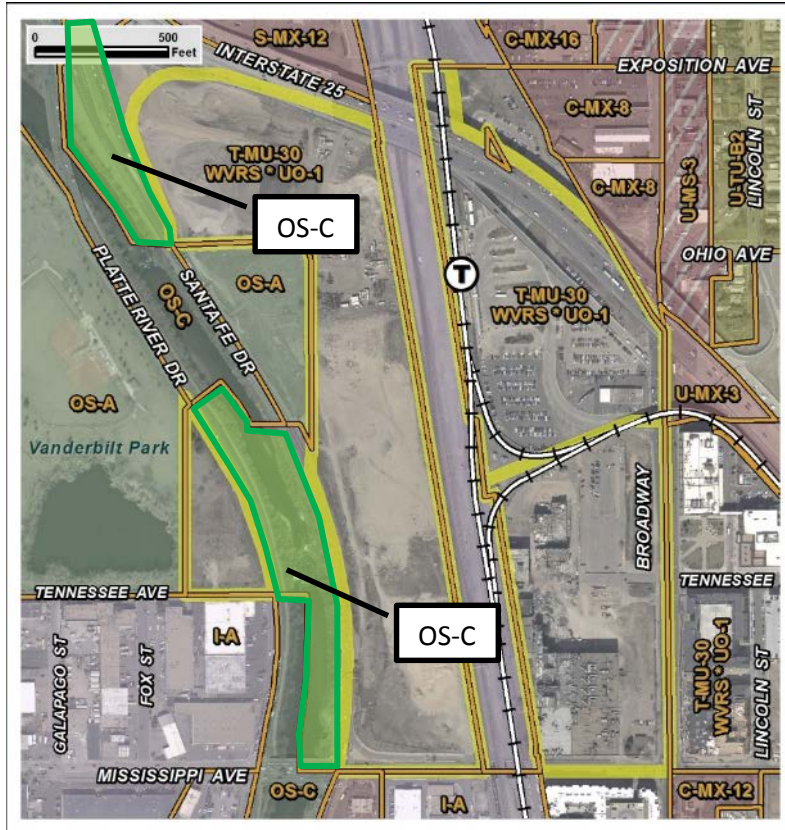 0 500
Feet
S-MX-12
C-MX-16
INTERSTATE 25
EXPOSITION AVE
C-MX-8
T-MU-30
WVRS * UO-1
C-MX-8
U-MS-3
U-TU-B2
LINCOLN ST
OS-C
OHIO AVE
PLATTE RIVER DR
OS-C
SANTA FE DR
OS-A
T
T-MU-30
WVRS * UO-1
OS-A
U-MX-3
Vanderbilt Park
BROADWAY
TENNESSEE AVE
TENNESSEE
OS-C
I-A
GALAPAGO ST
FOX ST
T-MU-30
WVRS * UO-1
LINCOLN ST
MISSISSIPPI AVE
OS-C
I-A
C-MX-12